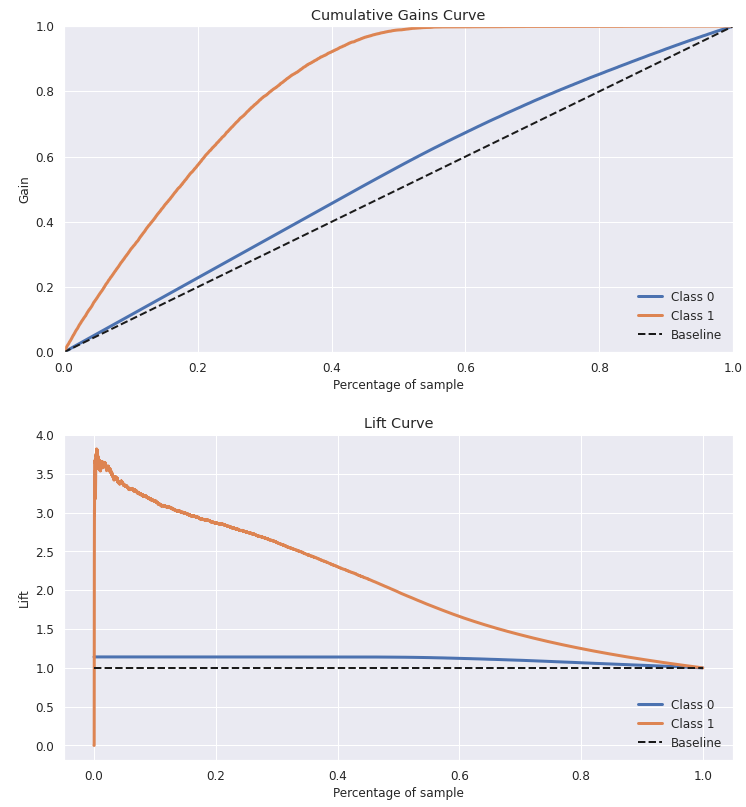 Cumulative Gains Curve
1.0
0.8
0.6
0.4
0.2
0.0
Gain
0.0 0.2 0.4 0.6 0.8 1.0
Percentage of sample
Class 0
Class 1
Baseline
Lift Curve
4.0
3.5
3.0
2.5
2.0
1.5
1.0
0.5
0.0
Lift
0.0 0.2 0.4 0.6 0.8 1.0
Percentage of sample
Class 0
Class 1
Baseline